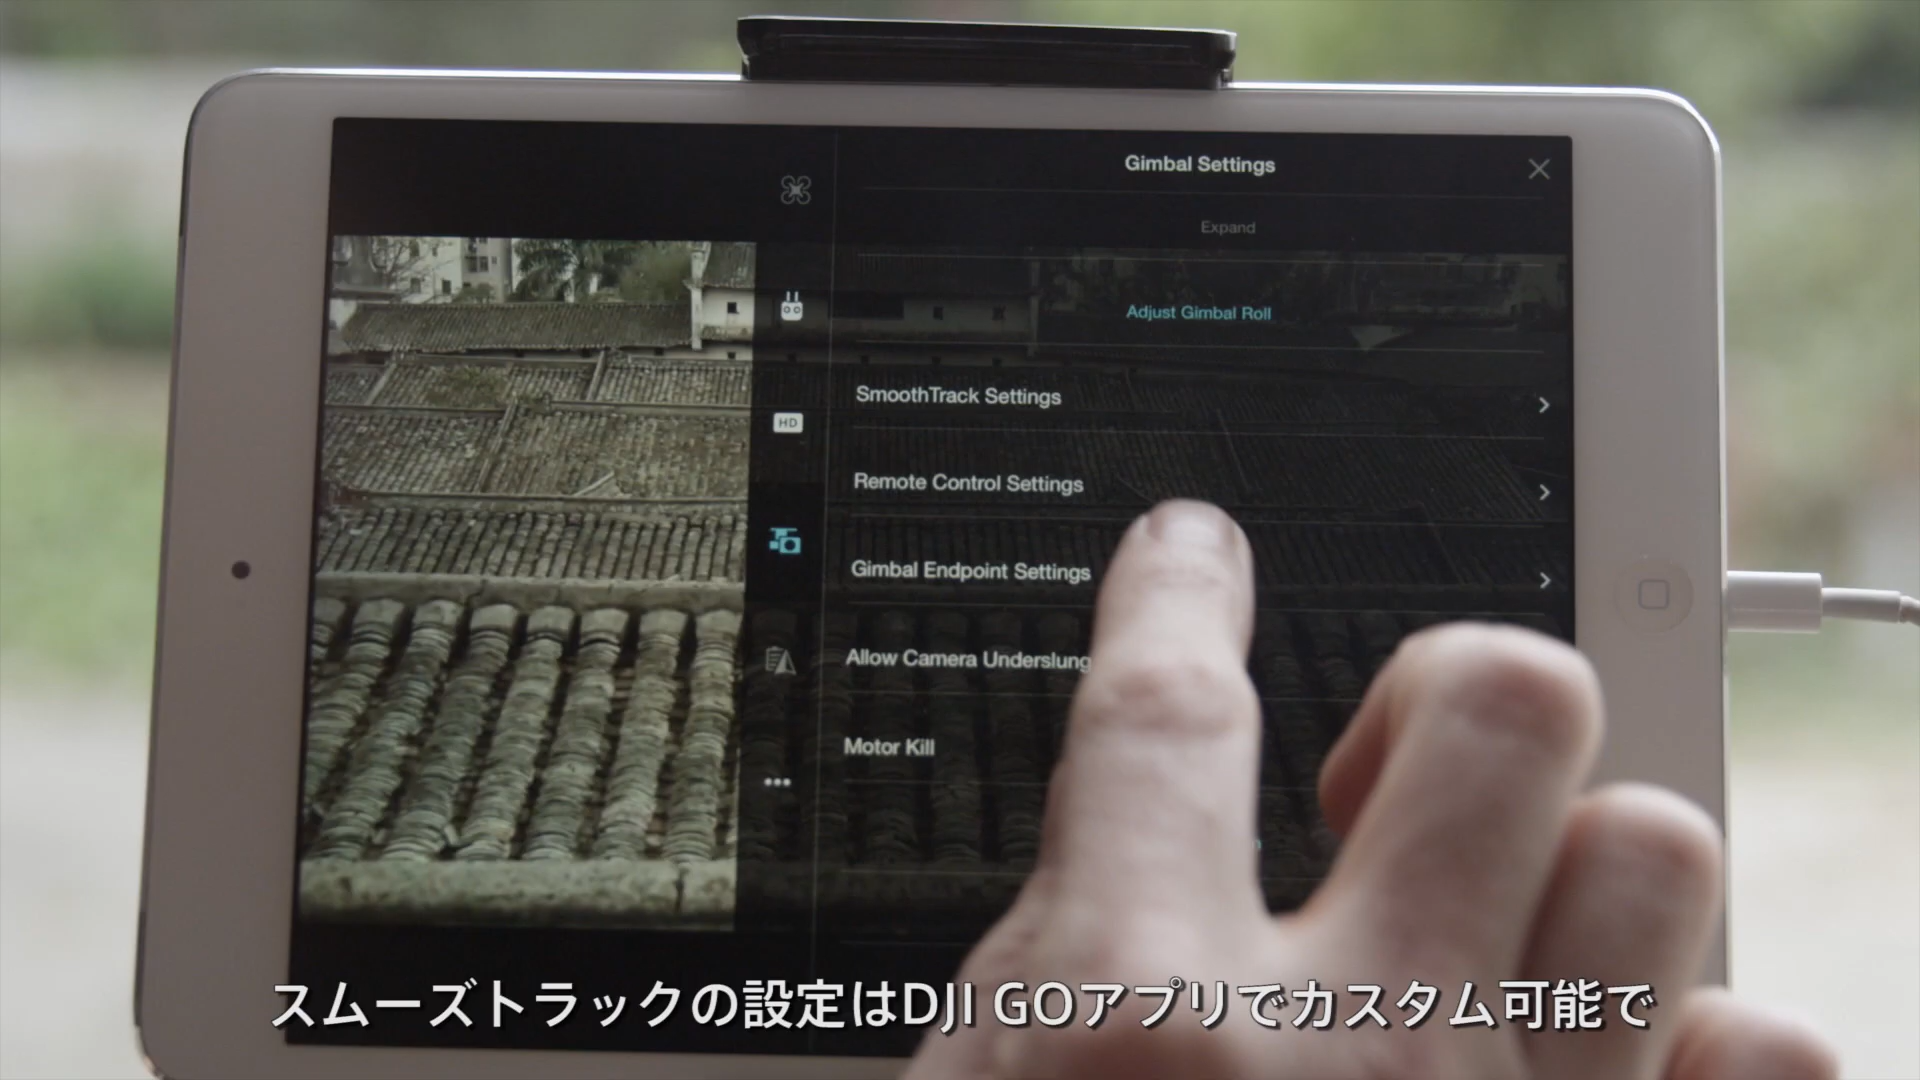 Gimbal Settings
Expand
Adjust Gimbal Roll
SmoothTrack Settings
HD
Remote Control Settings
Gimbal Endpoint Settings
Allow Camera Underslung
Motor Kill
スムーズトラックの設定はDJI GOアプリでカスタム可能で